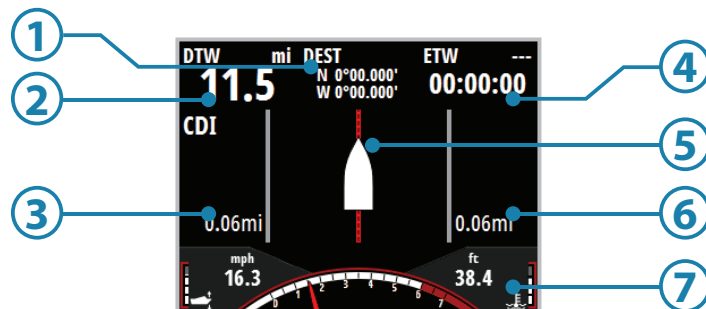 1
DTW mi DEST ETW ---
11.5 N 0°00.000' 00:00:00
W 0°00.000'
2
4
CDI
5
3
0.06mi 0.06mi
6
mph ft
16.3 38.4
7
0 1 2 3 4 5 6 7
E